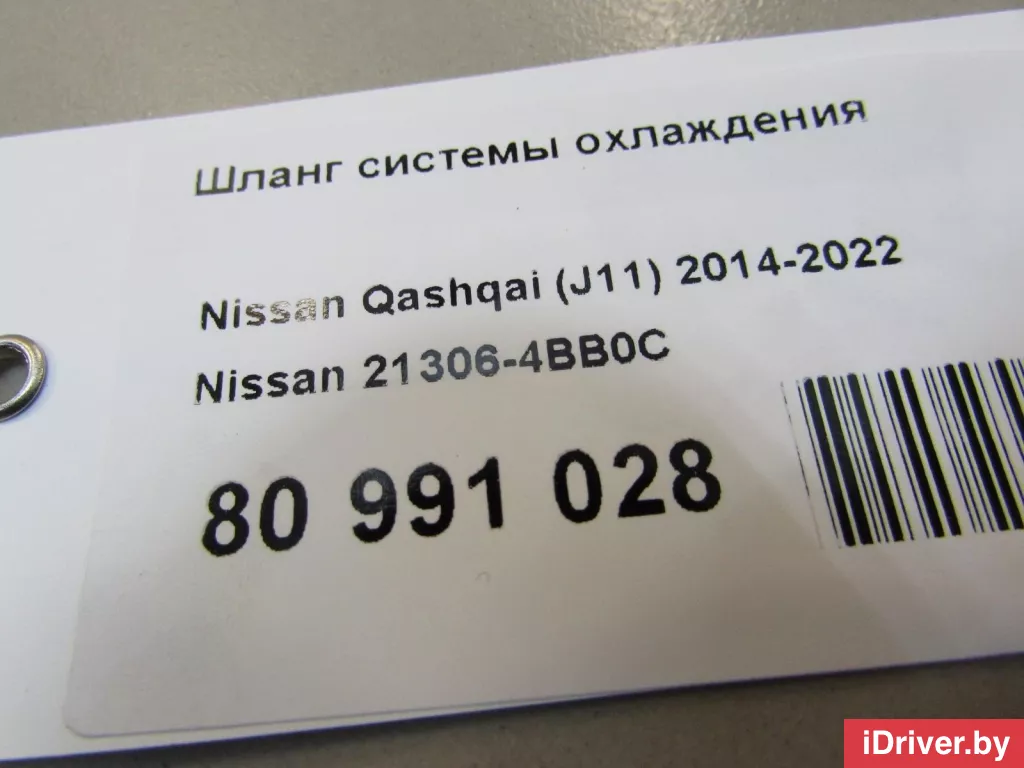 Шланг системы охлаждения
Nissan Qashqai (J11) 2014-2022
Nissan 21306-4BB0C
80 991 028
iDriver.by